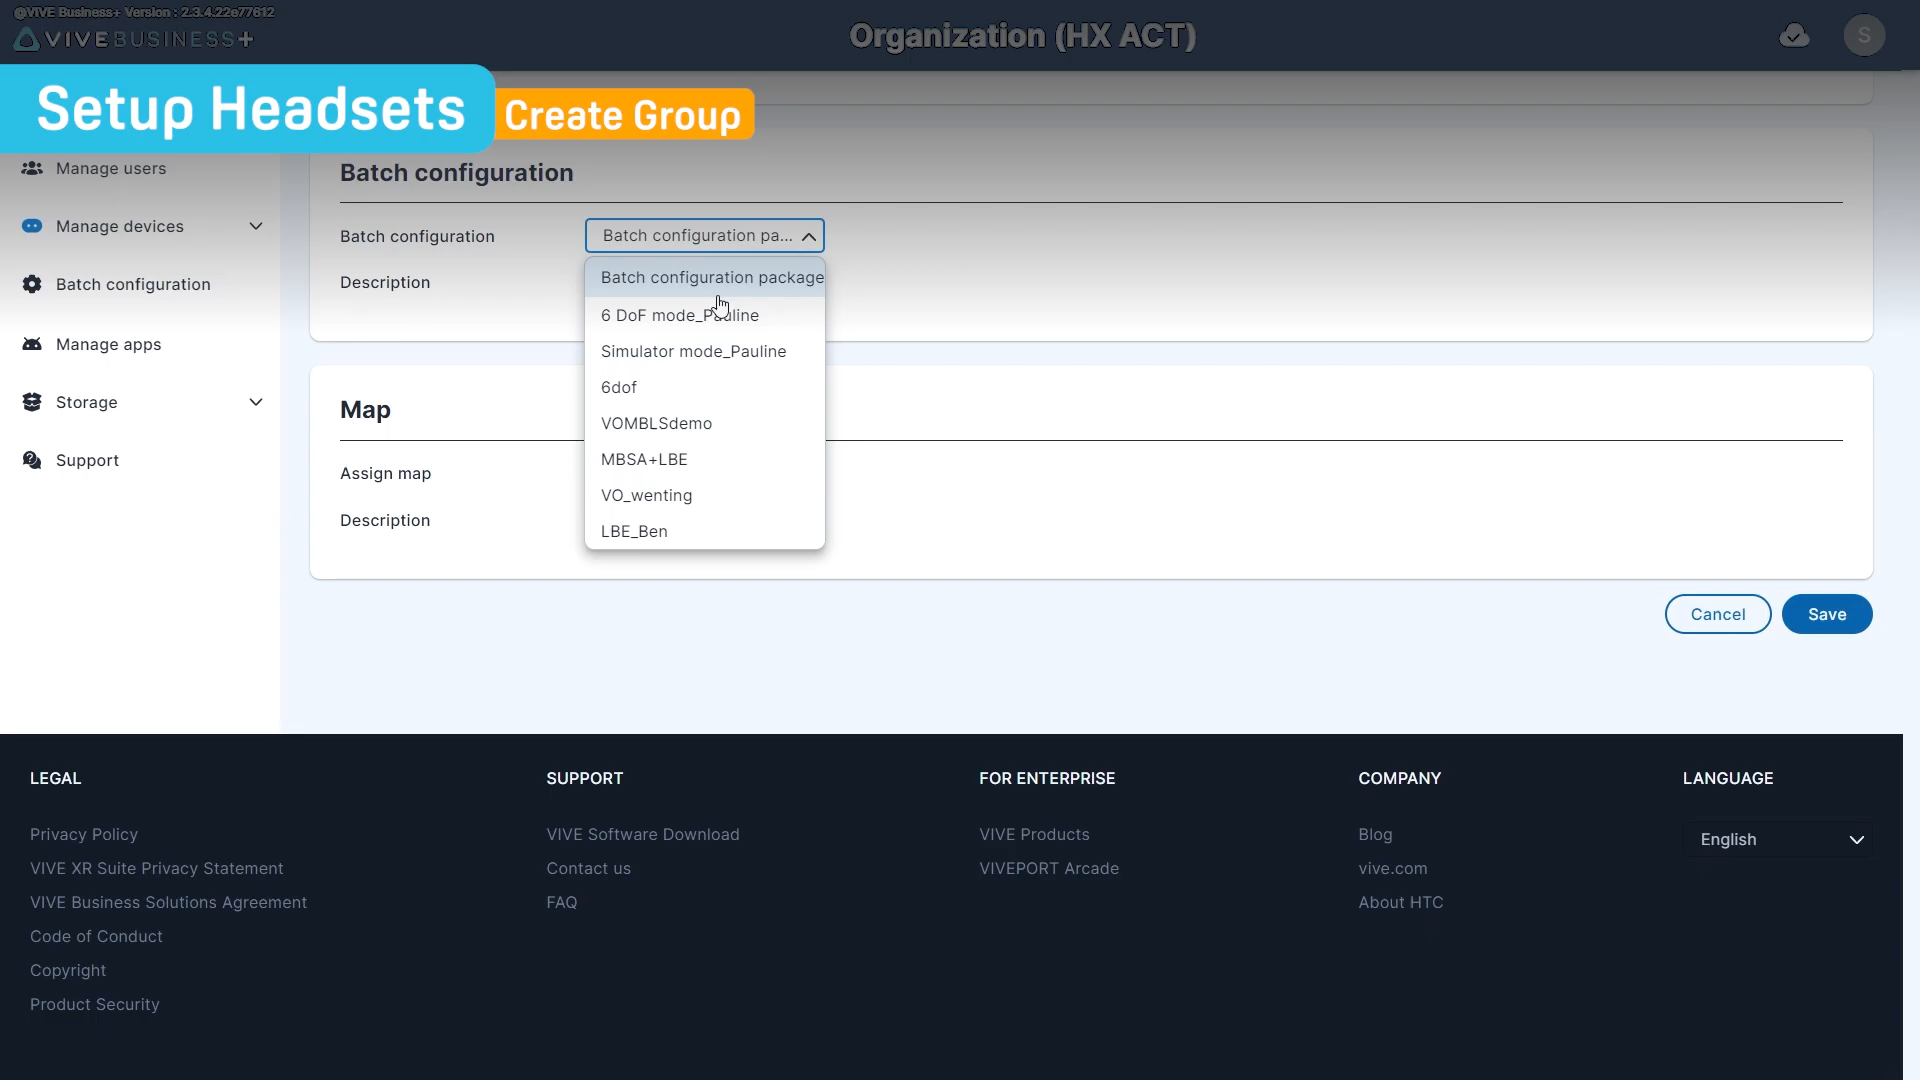 @VIVE Business+ Version : 2.3.4.22e77612
VIVE BUSINESS+
Organization (HX ACT)
S
Setup Headsets
Create Group
Manage users
Manage devices
Batch configuration
Manage apps
Storage
Support
Batch configuration
Batch configuration
Batch configuration pa...
Description
Batch configuration package
6 DoF mode_Pauline
Simulator mode_Pauline
6dof
VOMBLSdemo
MBSA+LBE
VO_wenting
LBE_Ben
Map
Assign map
Description
Cancel
Save
LEGAL
Privacy Policy
VIVE XR Suite Privacy Statement
VIVE Business Solutions Agreement
Code of Conduct
Copyright
Product Security
SUPPORT
VIVE Software Download
Contact us
FAQ
FOR ENTERPRISE
VIVE Products
VIVEPORT Arcade
COMPANY
Blog
vive.com
About HTC
LANGUAGE
English